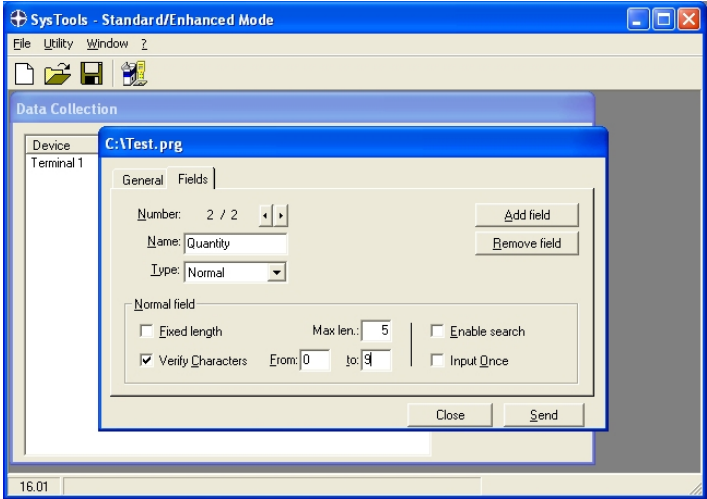 SysTools - Standard/Enhanced Mode
File Utility Window ?
Data Collection
Device
Terminal 1
C:\Test.prg
General Fields
Number: 2 / 2
Add field
Name: Quantity
Remove field
Type: Normal
Normal field
Fixed length Max len.: 5 Enable search
Verify Characters From: 0 to: 9 Input Once
Close Send
16.01